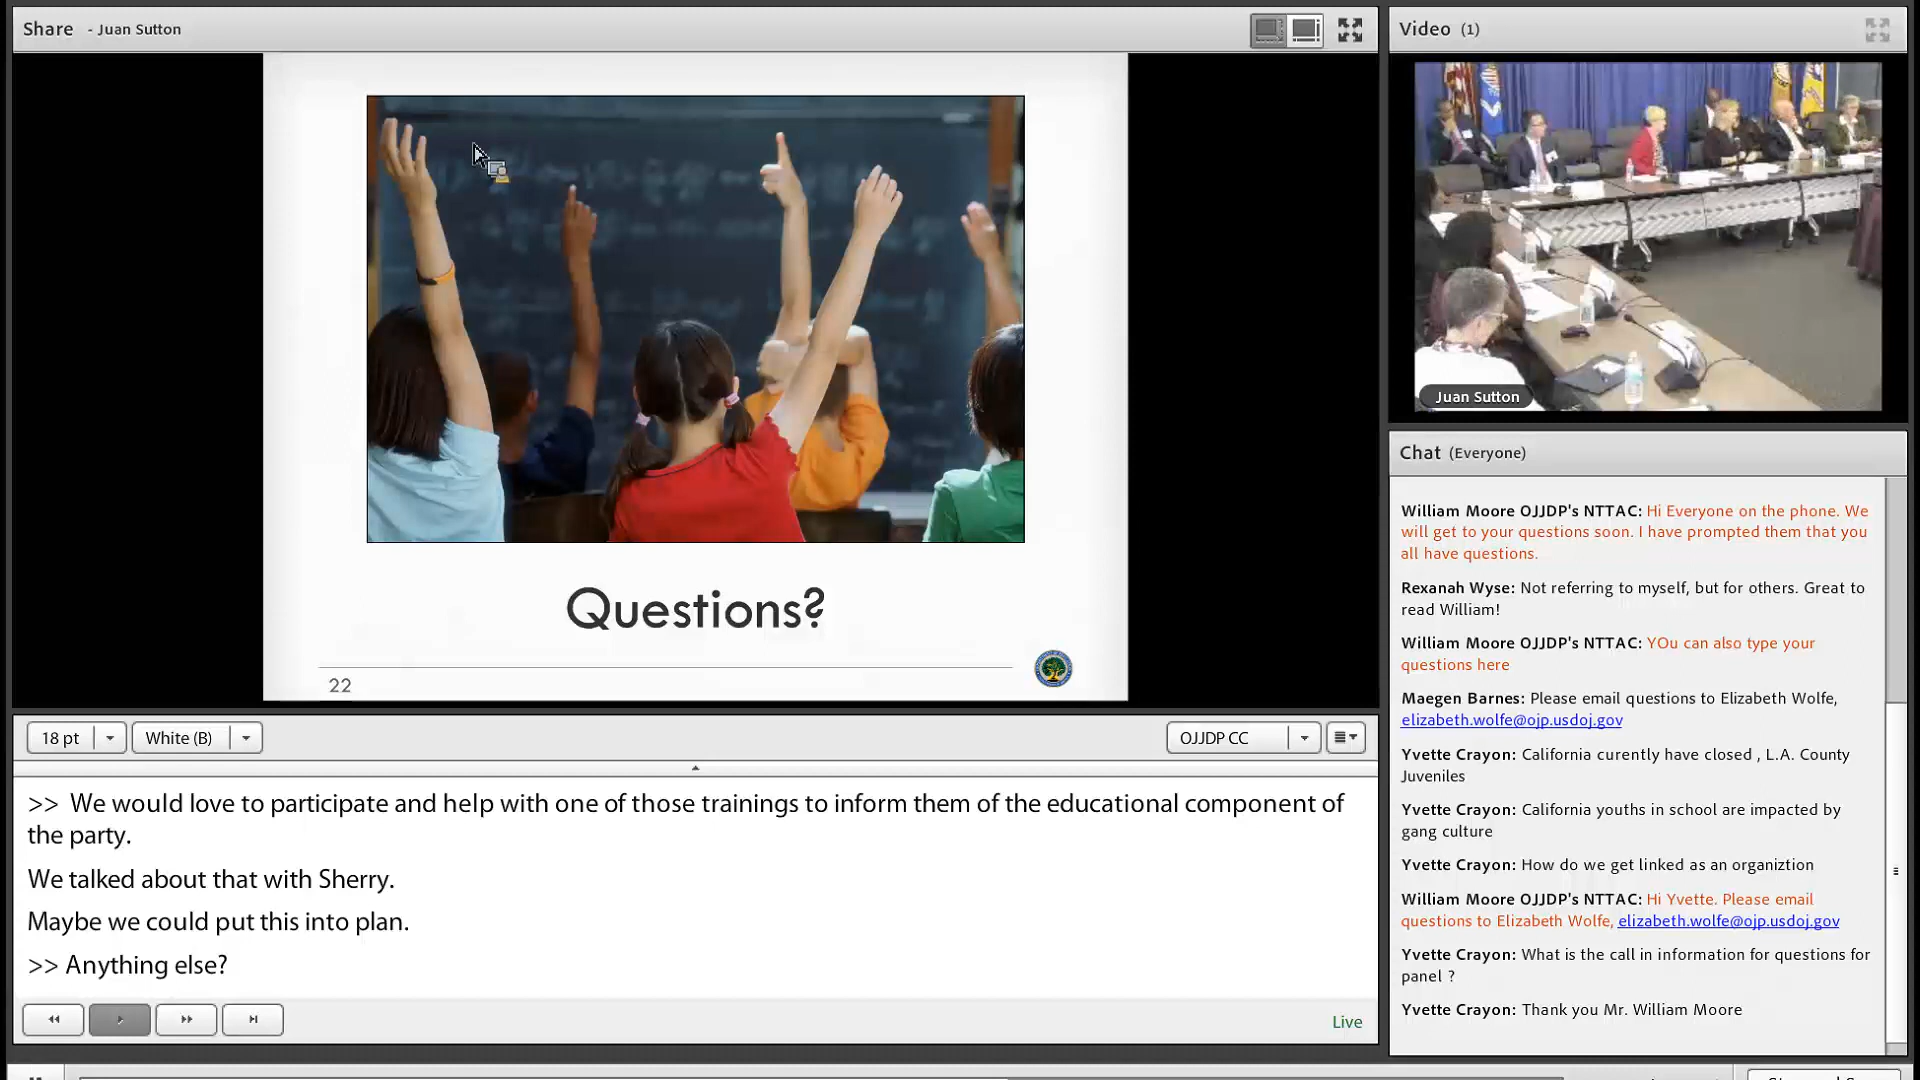 Share - Juan Sutton
Questions?
22
18 pt
White (B)
OJJDP CC
>> We would love to participate and help with one of those trainings to inform them of the educational component of
the party.
We talked about that with Sherry.
Maybe we could put this into plan.
>> Anything else?
Live
Video (1)
Juan Sutton
Chat (Everyone)
William Moore OJJDP's NTTAC: Hi Everyone on the phone. We
will get to your questions soon. I have prompted them that you
all have questions.
Rexanah Wyse: Not referring to myself, but for others. Great to
read William!
William Moore OJJDP's NTTAC: YOu can also type your
questions here
Maegen Barnes: Please email questions to Elizabeth Wolfe,
elizabeth.wolfe@ojp.usdoj.gov
Yvette Crayon: California curently have closed , L.A. County
Juveniles
Yvette Crayon: California youths in school are impacted by
gang culture
Yvette Crayon: How do we get linked as an organiztion
William Moore OJJDP's NTTAC: Hi Yvette. Please email
questions to Elizabeth Wolfe, elizabeth.wolfe@ojp.usdoj.gov
Yvette Crayon: What is the call in information for questions for
panel ?
Yvette Crayon: Thank you Mr. William Moore